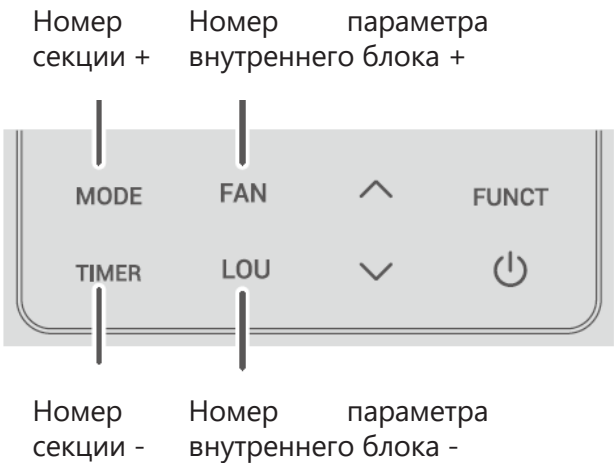 Номер секции +
Номер параметра внутреннего блока +
MODE FAN FUNCT
TIMER LOU
Номер секции -
Номер параметра внутреннего блока -